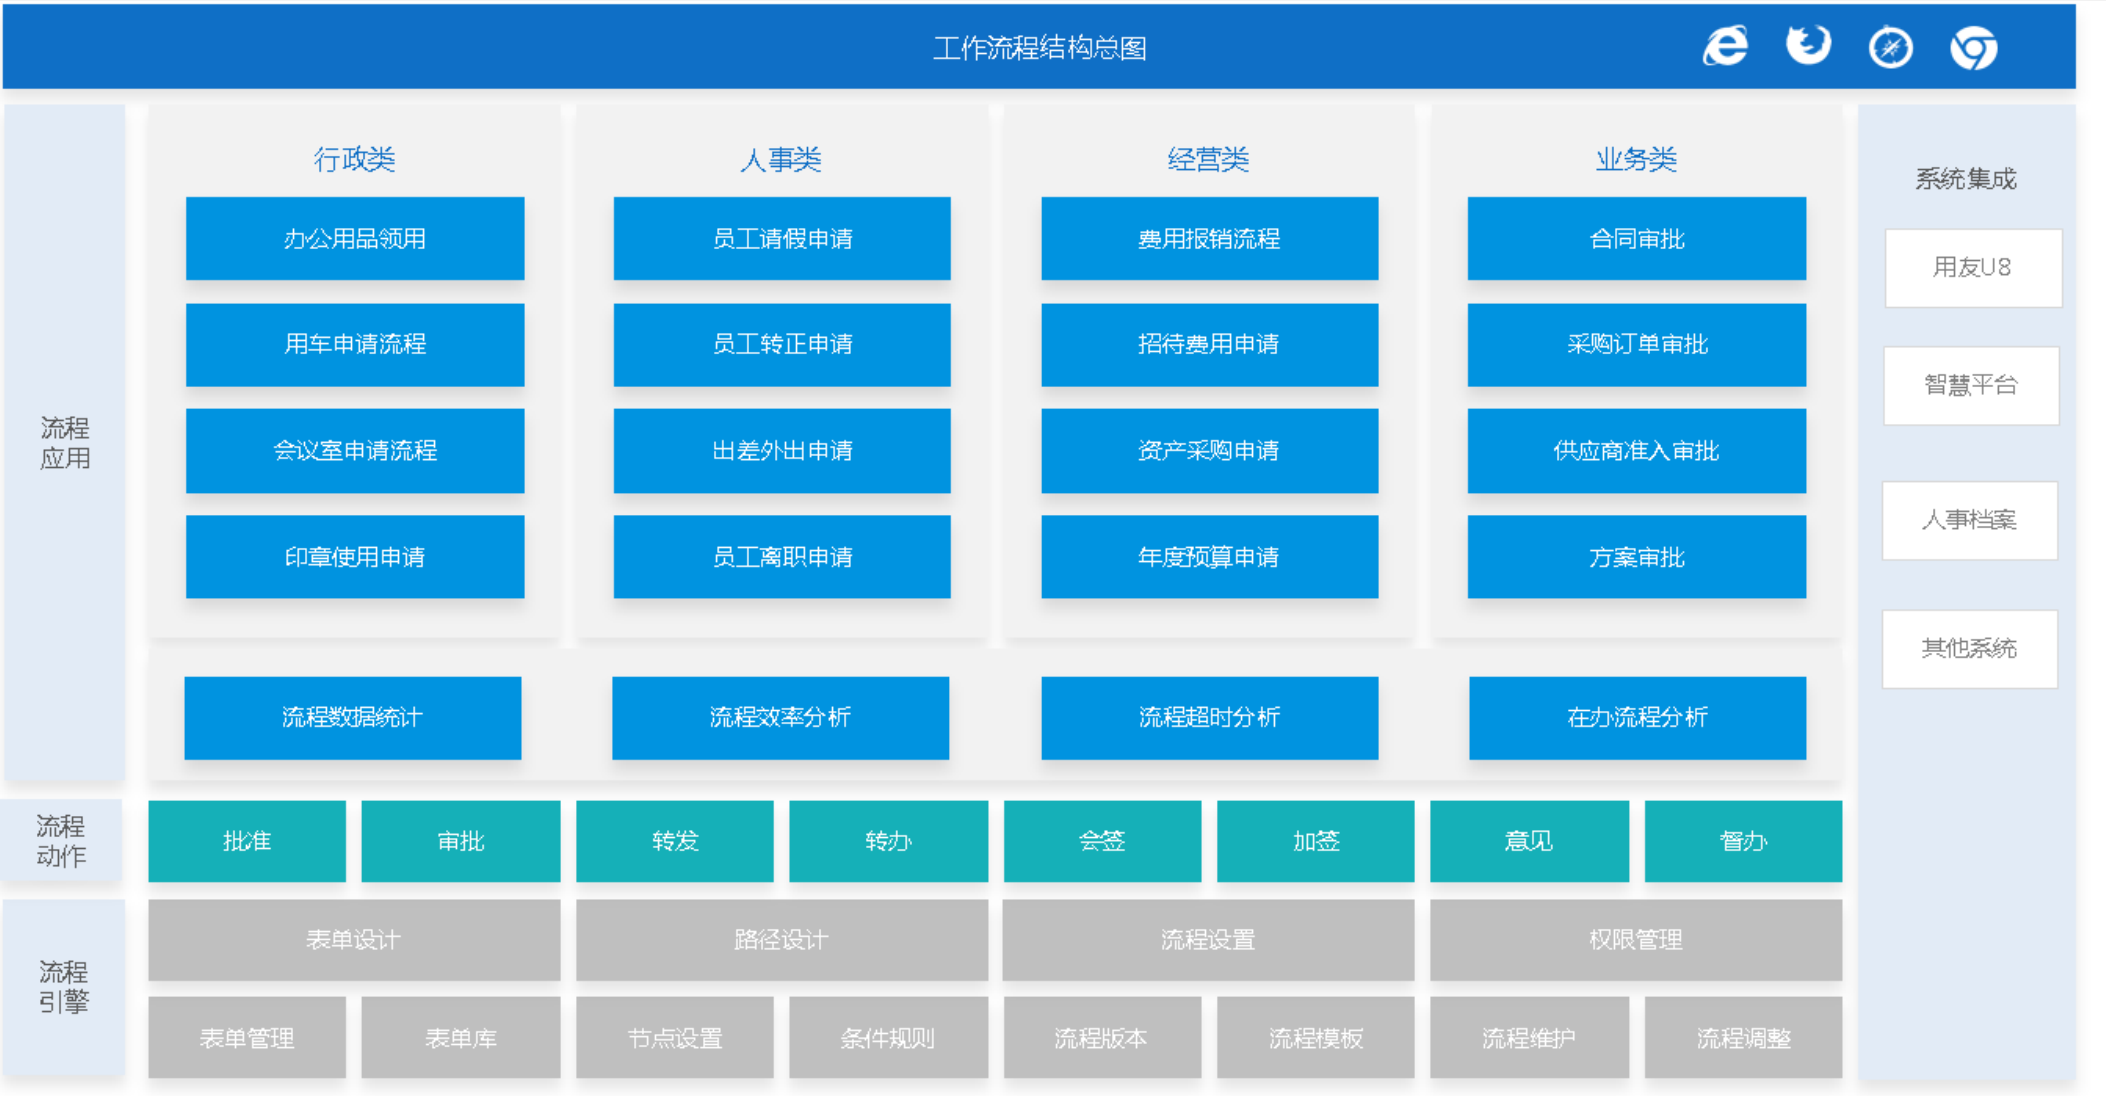 工作流程结构总图
流程
应用
行政类
办公用品领用
用车申请流程
会议室申请流程
印章使用申请
人事类
员工请假申请
员工转正申请
出差外出申请
员工离职申请
经营类
费用报销流程
招待费用申请
资产采购申请
年度预算申请
业务类
合同审批
采购订单审批
供应商准入审批
方案审批
流程数据统计
流程效率分析
流程超时分析
在办流程分析
系统集成
用友U8
智慧平台
人事档案
其他系统
流程
动作
批准
审批
转发
转办
会签
加签
意见
督办
流程
引擎
表单设计
路径设计
流程设置
权限管理
表单管理
表单库
节点设置
条件规则
流程版本
流程模板
流程维护
流程调整